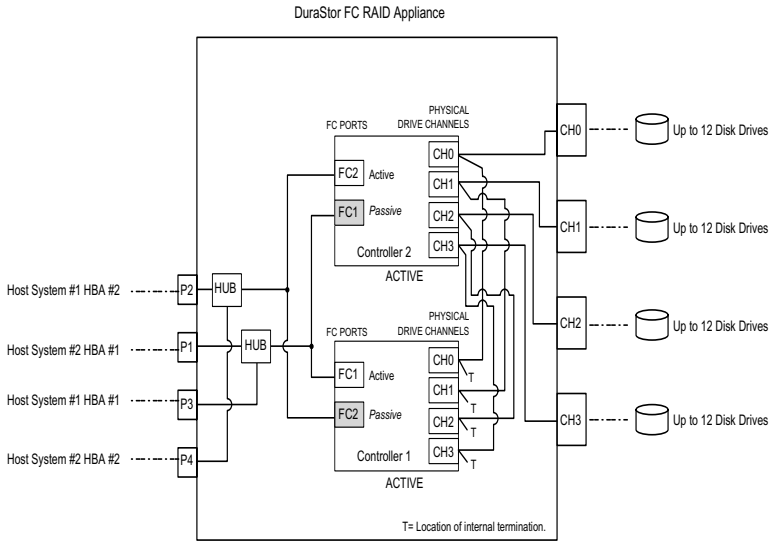 DuraStor FC RAID Appliance
FC PORTS
PHYSICAL
DRIVE CHANNELS
CH0
CH0
Up to 12 Disk Drives
FC2
Active
CH1
FC1
Passive
CH2
CH1
Up to 12 Disk Drives
CH3
Controller 2
ACTIVE
Host System #1 HBA #2
P2
HUB
PHYSICAL
FC PORTS
DRIVE CHANNELS
CH2
Up to 12 Disk Drives
Host System #2 HBA #1
P1
HUB
CH0
T
FC1
Active
CH1
T
Host System #1 HBA #1
P3
FC2
Passive
CH2
T
CH3
Up to 12 Disk Drives
CH3
T
Controller 1
Host System #2 HBA #2
P4
ACTIVE
T= Location of internal termination.